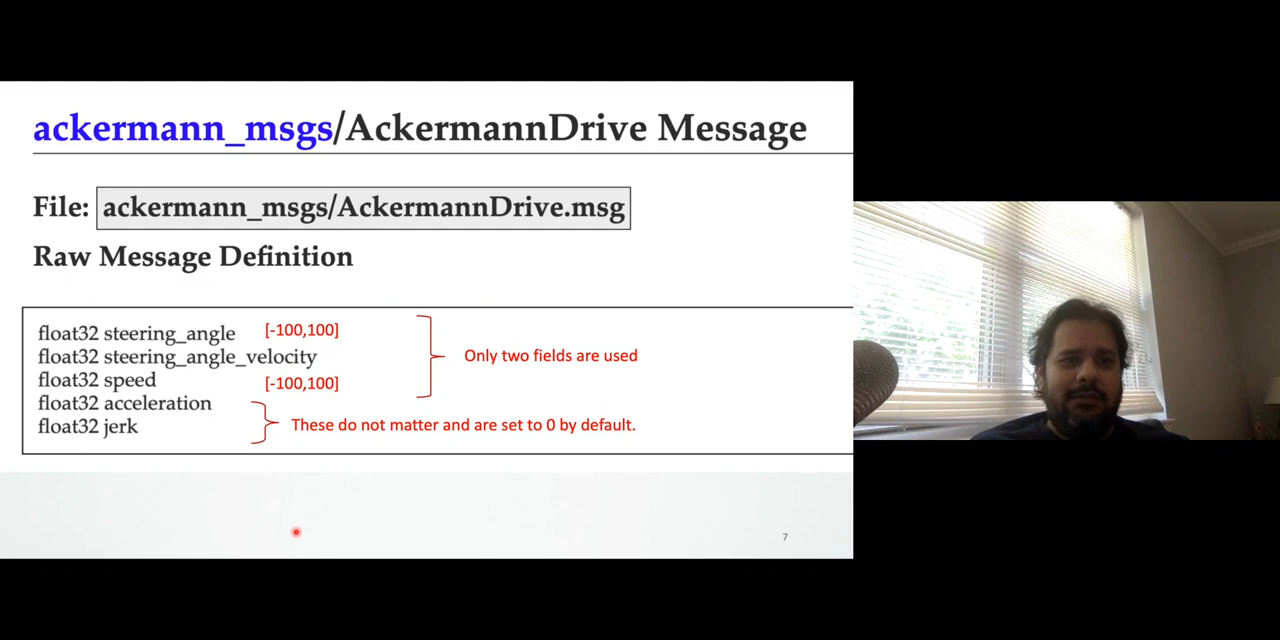 ackermann_msgs/AckermannDrive Message
File: ackermann_msgs/AckermannDrive.msg
Raw Message Definition
float32 steering_angle [-100,100]
float32 steering_angle_velocity
Only two fields are used
float32 speed [-100,100]
float32 acceleration
float32 jerk
These do not matter and are set to 0 by default.
7